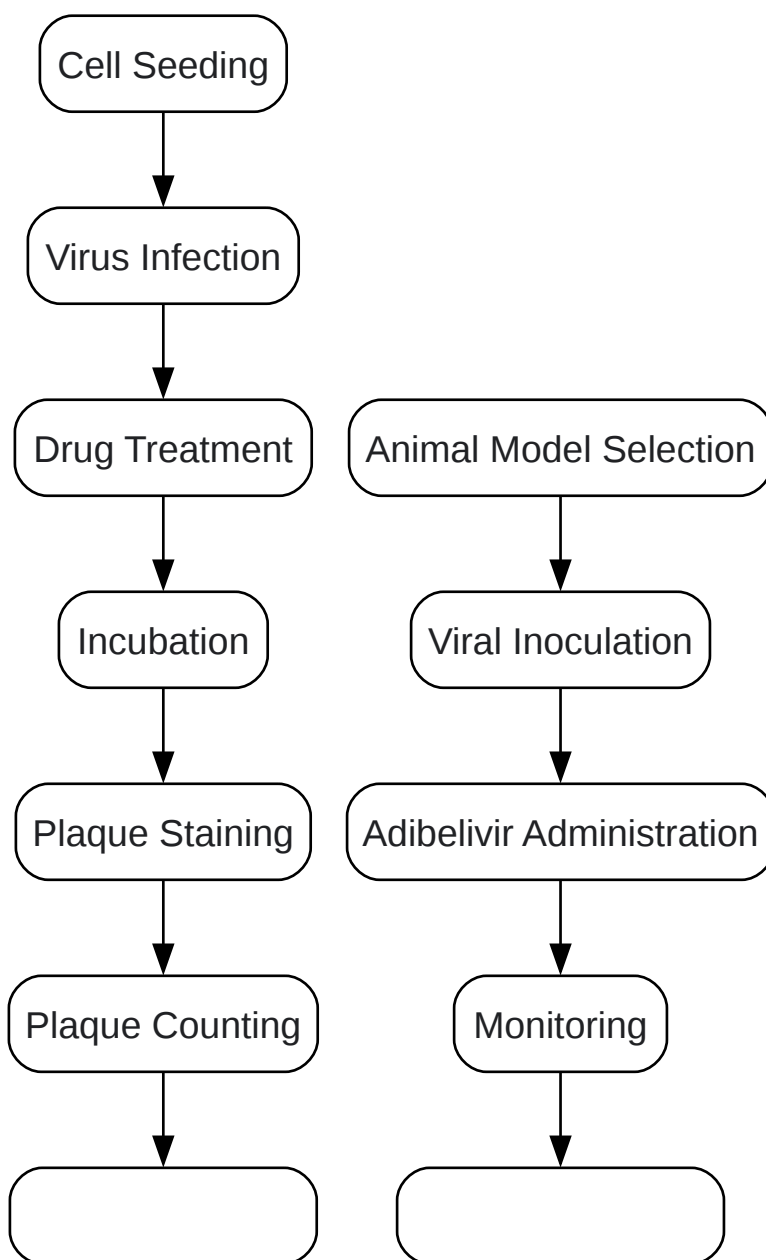 Cell Seeding
Virus Infection
Drug Treatment
Animal Model Selection
Incubation
Viral Inoculation
Plaque Staining
Adibelivir Administration
Plaque Counting
Monitoring